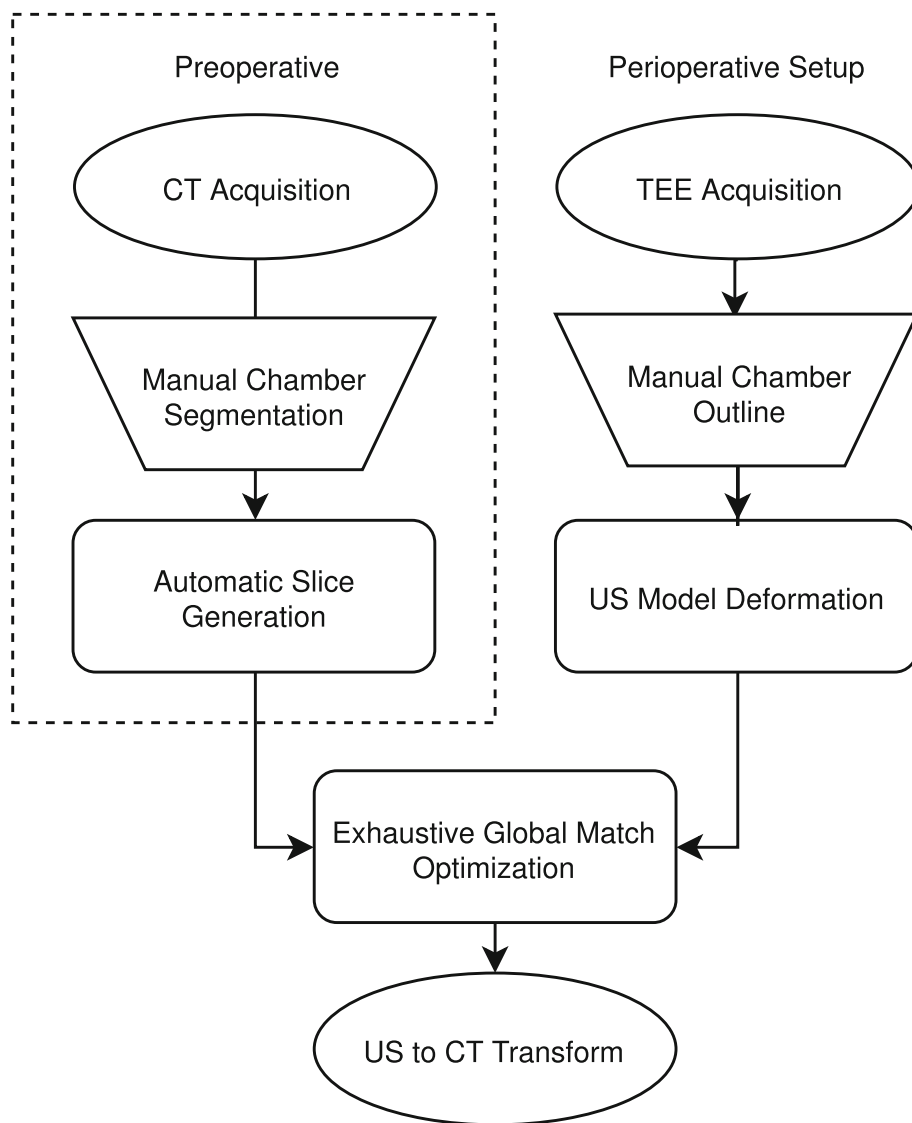 Preoperative
CT Acquisition
Manual Chamber
Segmentation
Automatic Slice
Generation
Perioperative Setup
TEE Acquisition
Manual Chamber
Outline
US Model Deformation
Exhaustive Global Match
Optimization
US to CT Transform